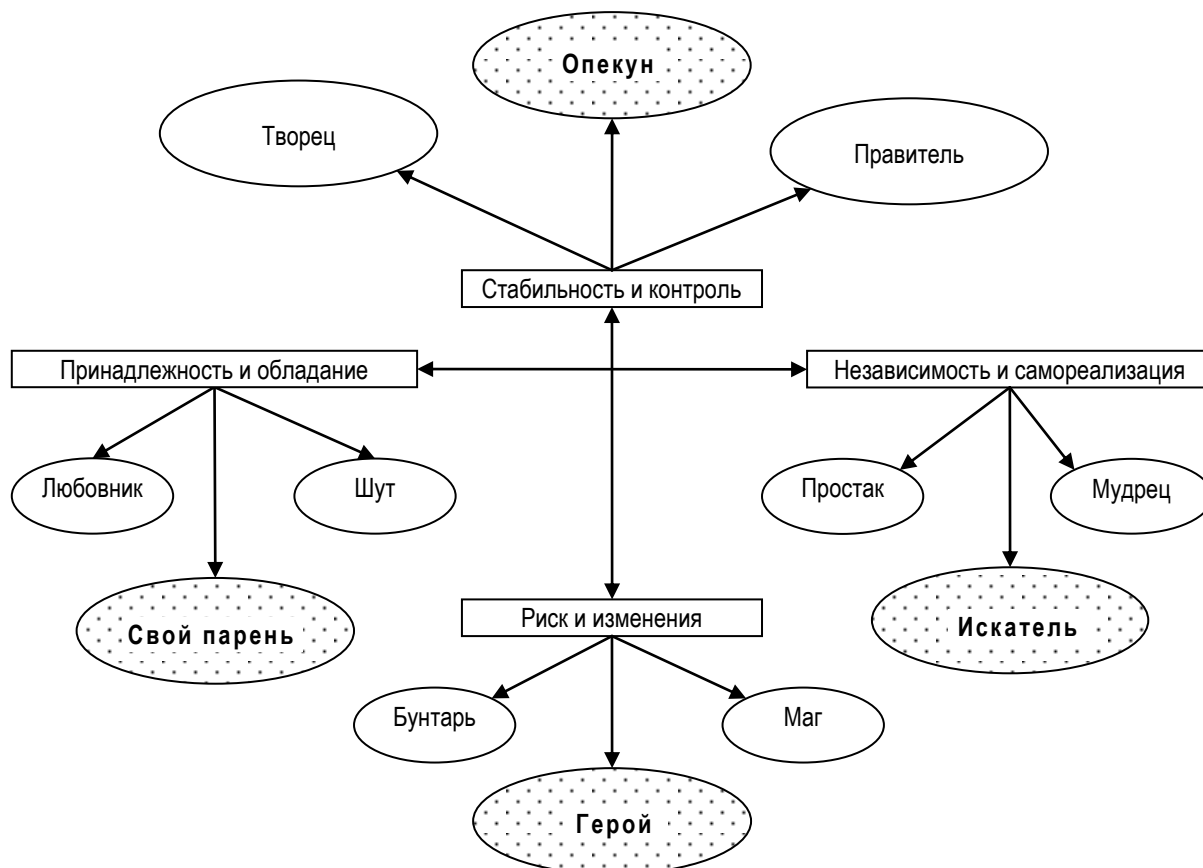 Опекун
Творец
Правитель
Стабильность и контроль
Принадлежность и обладание
Независимость и самореализация
Любовник
Шут
Простак
Мудрец
Свой парень
Риск и изменения
Искатель
Бунтарь
Маг
Герой